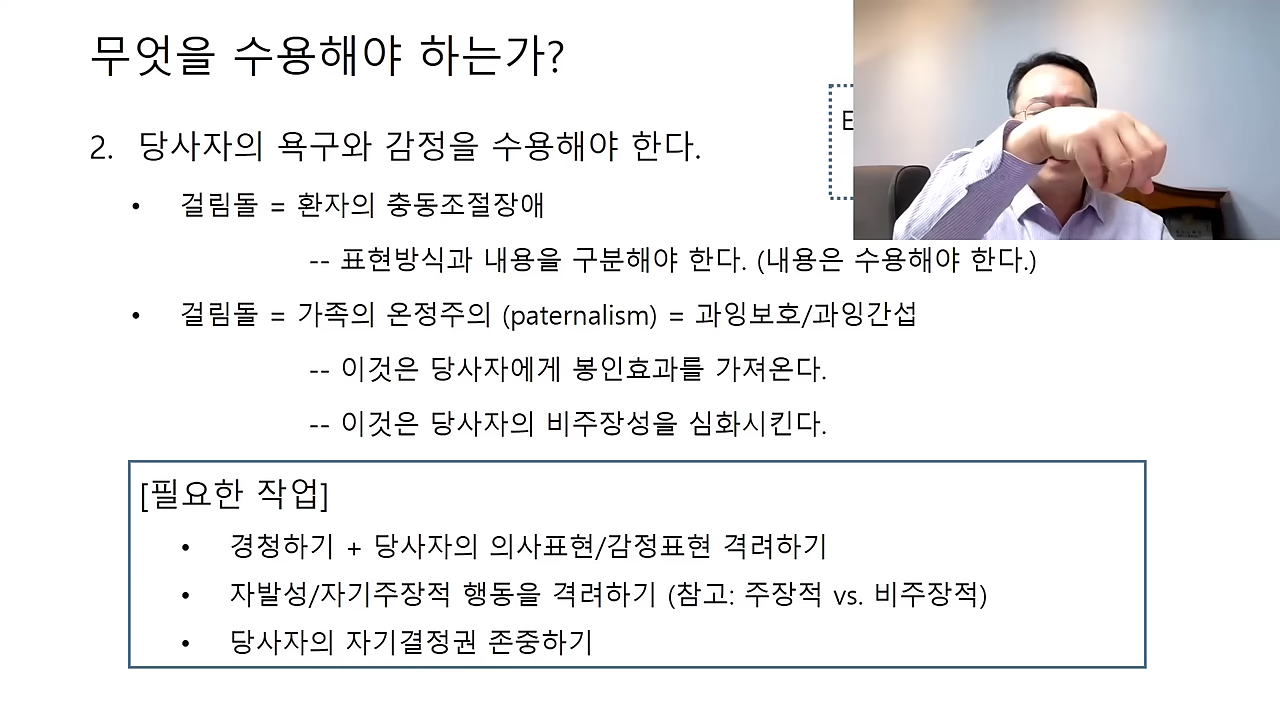 무엇을 수용해야 하는가?
2. 당사자의 욕구와 감정을 수용해야 한다.
• 걸림돌 = 환자의 충동조절장애
-- 표현방식과 내용을 구분해야 한다. (내용은 수용해야 한다.)
• 걸림돌 = 가족의 온정주의 (paternalism) = 과잉보호/과잉간섭
-- 이것은 당사자에게 봉인효과를 가져온다.
-- 이것은 당사자의 비주장성을 심화시킨다.
[필요한 작업]
• 경청하기 + 당사자의 의사표현/감정표현 격려하기
• 자발성/자기주장적 행동을 격려하기 (참고: 주장적 vs. 비주장적)
• 당사자의 자기결정권 존중하기